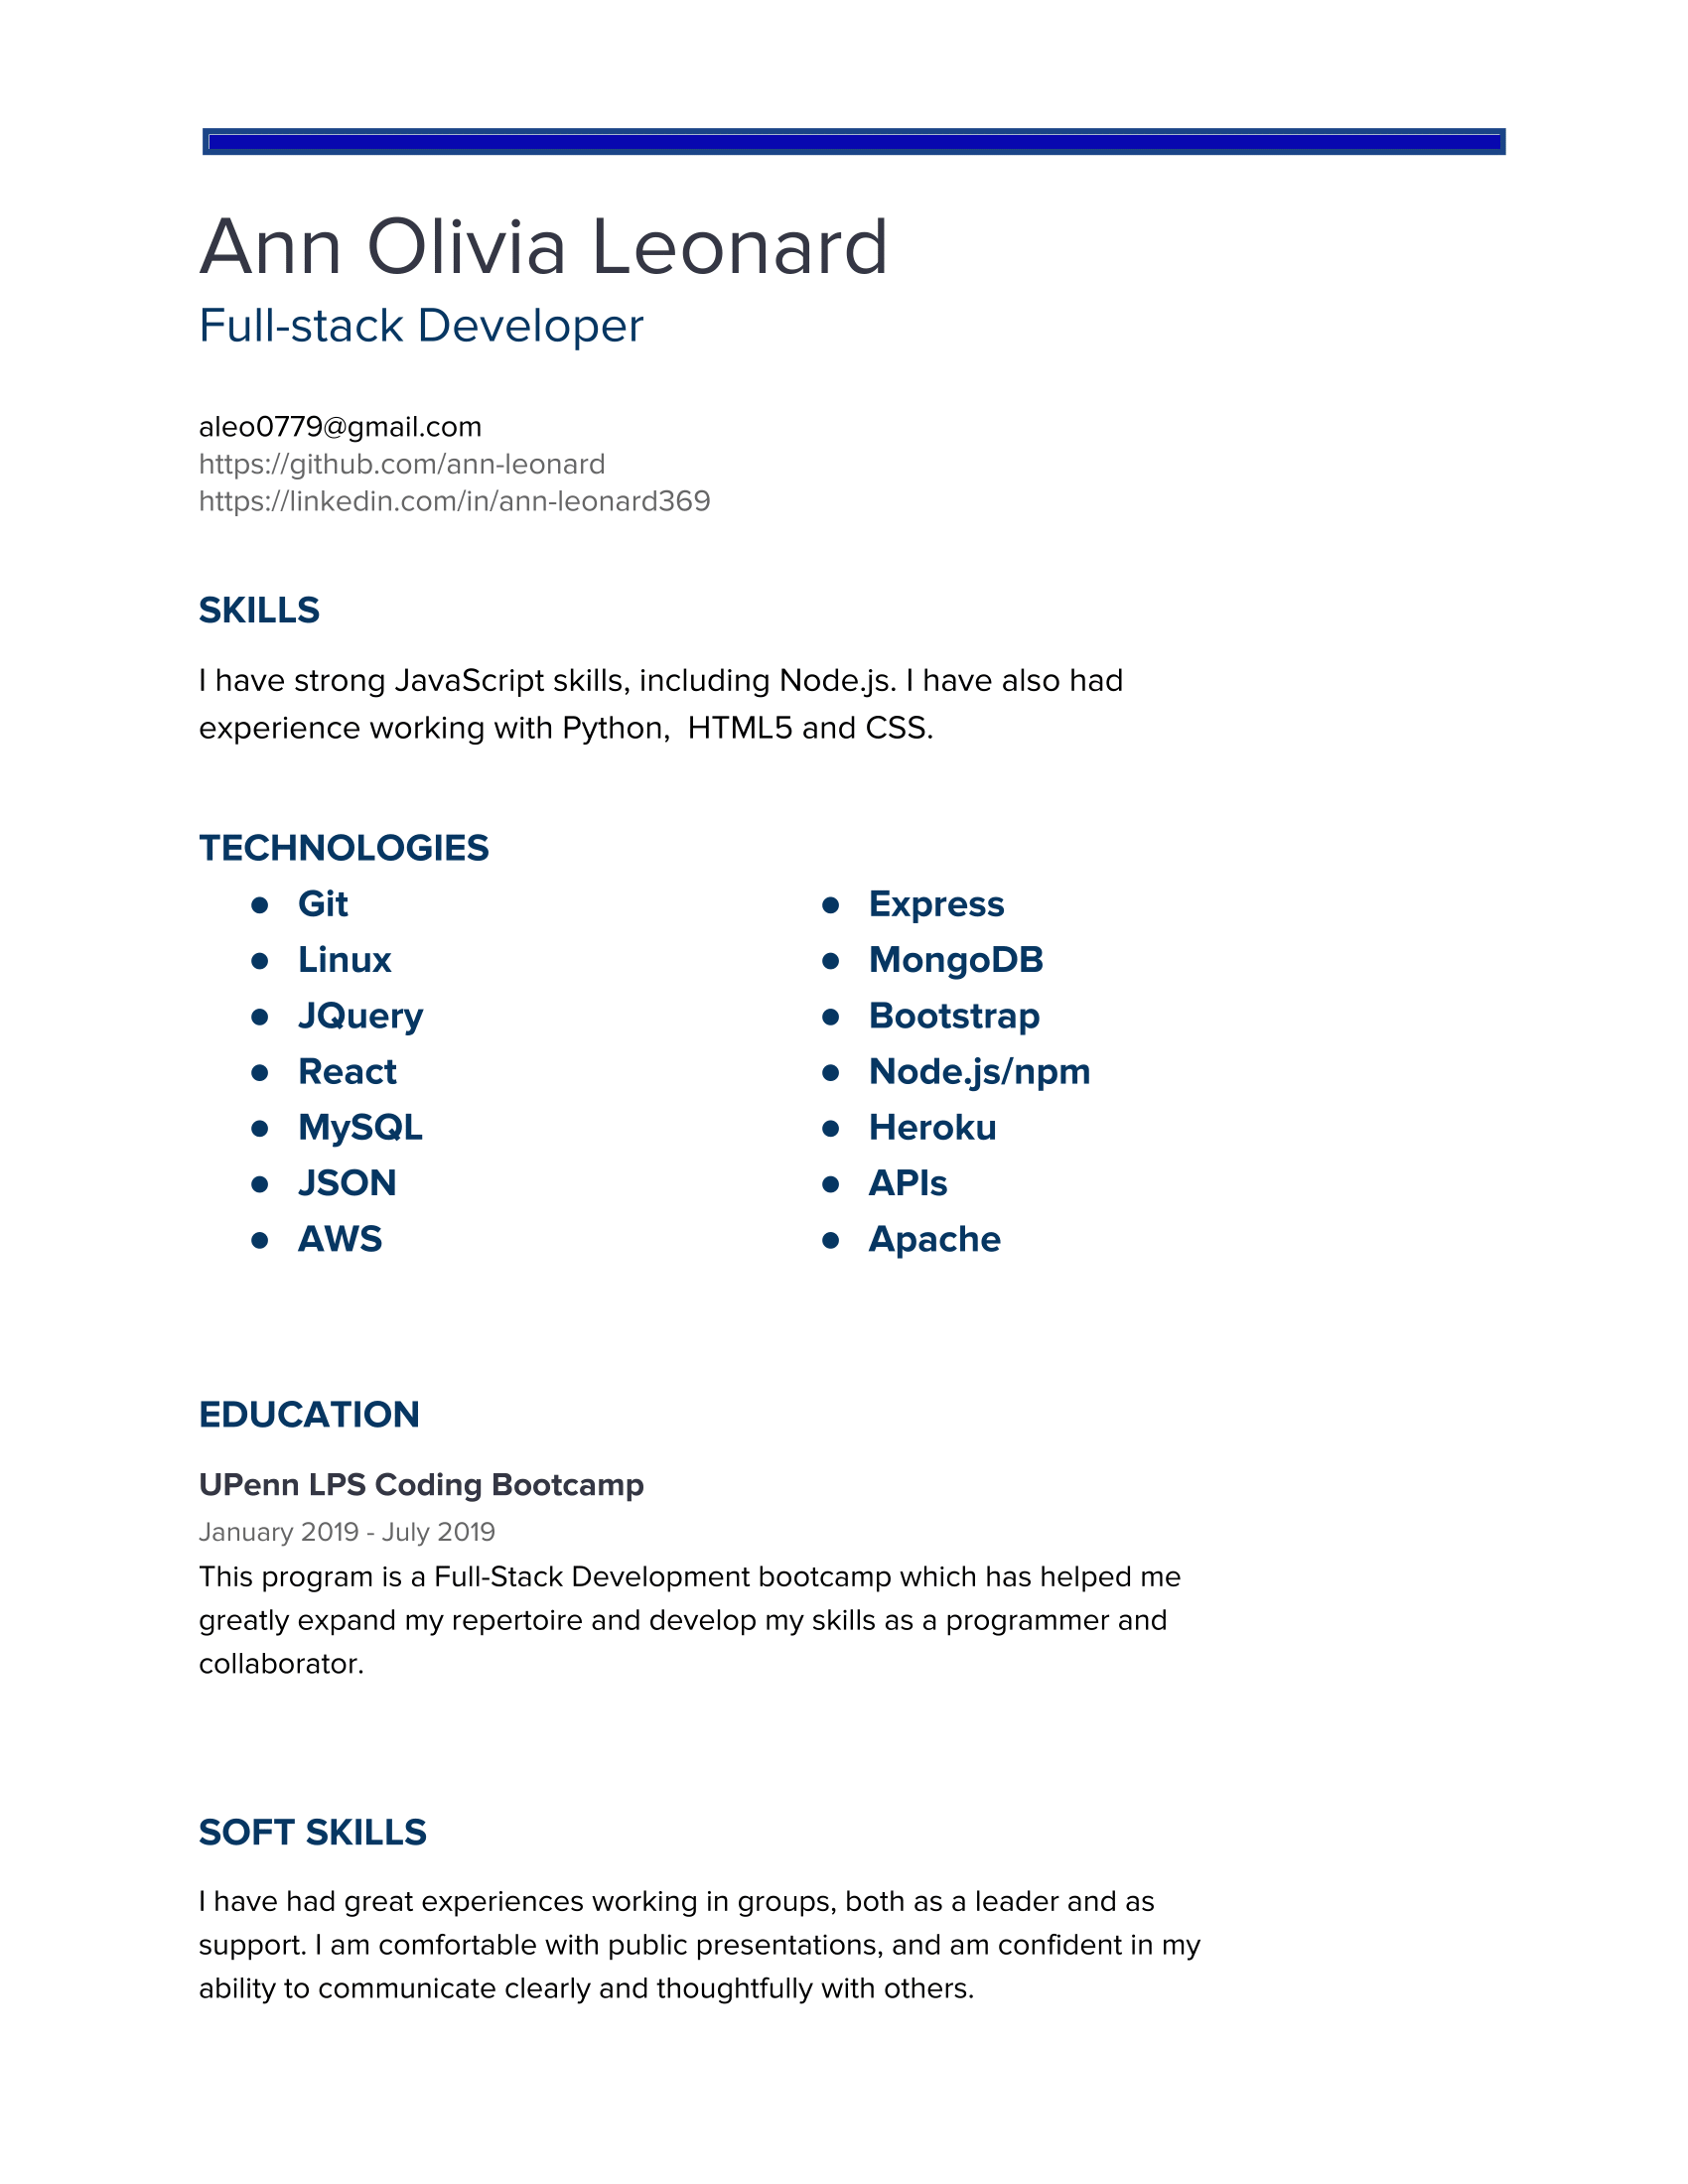 Ann Olivia Leonard
Full-stack Developer
aleo0779@gmail.com
https://github.com/ann-leonard
https://linkedin.com/in/ann-leonard369
SKILLS
I have strong JavaScript skills, including Node.js. I have also had
experience working with Python,  HTML5 and CSS.
TECHNOLOGIES
● Git
● Linux
● JQuery
● React
● MySQL
● JSON
● AWS
● Express
● MongoDB
● Bootstrap
● Node.js/npm
● Heroku
● APIs
● Apache
EDUCATION
UPenn LPS Coding Bootcamp
January 2019 - July 2019
This program is a Full-Stack Development bootcamp which has helped me
greatly expand my repertoire and develop my skills as a programmer and
collaborator.
SOFT SKILLS
I have had great experiences working in groups, both as a leader and as
support. I am comfortable with public presentations, and am confident in my
ability to communicate clearly and thoughtfully with others.